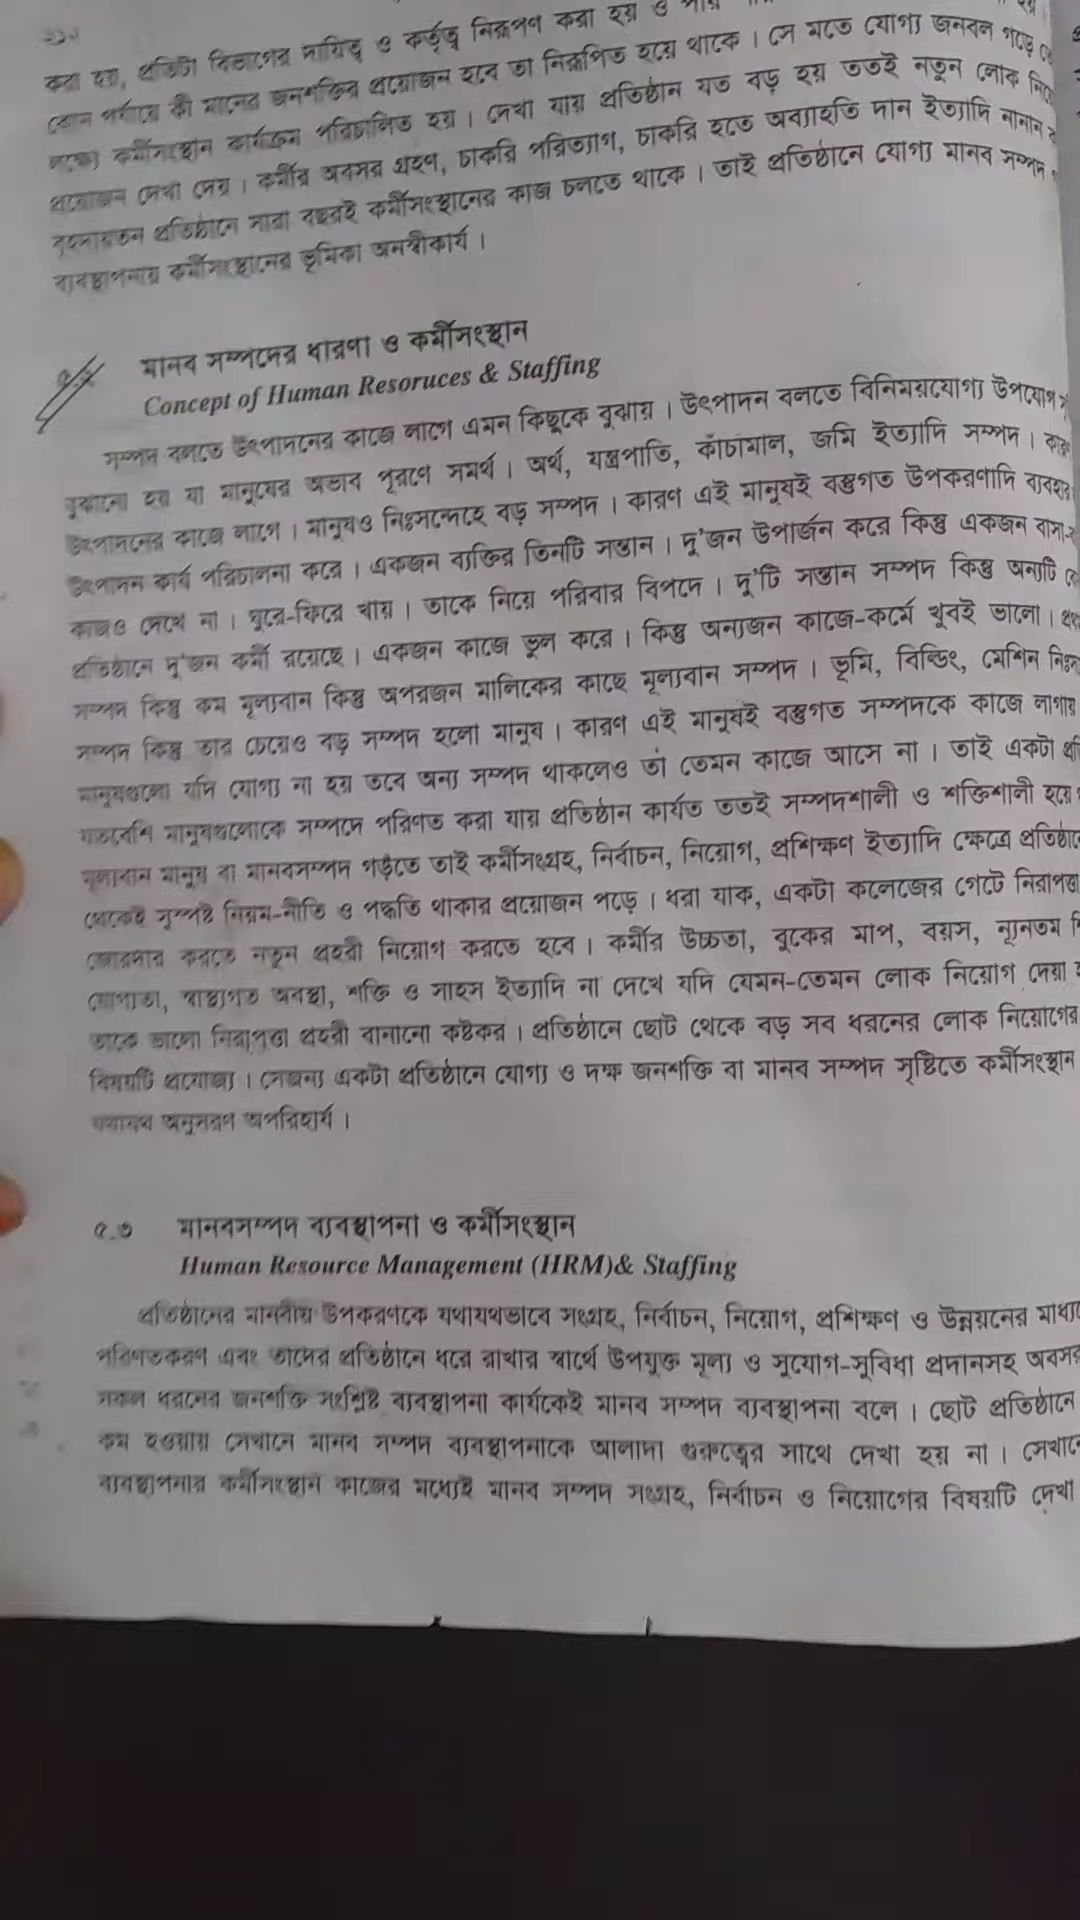 করা হয়, প্রতিটা বিভাগের দায়িত্ব ও কর্তৃত্ব নিরূপণ করা হয় ও
কোন পর্যায়ে কী মানের জনশক্তির প্রয়োজন হবে তা নিরূপিত হয়ে থাকে। সে মতে যোগ্য জনবল গড়ে
লক্ষ্যে কর্মীসংস্থান কার্যক্রম পরিচালিত হয়। দেখা যায় প্রতিষ্ঠান যত বড় হয় ততই নতুন লোক
প্রয়োজন দেখা দেয়। কর্মীর অবসর গ্রহণ, চাকরি পরিত্যাগ, চাকরি হতে অব্যাহতি দান ইত্যাদি নানান
বৃহদায়তন প্রতিষ্ঠানে সারা বছরই কর্মীসংস্থানের কাজ চলতে থাকে। তাই প্রতিষ্ঠানে যোগ্য মানব সম্পদ
ব্যবস্থাপনায় কর্মীসংস্থানের ভূমিকা অনস্বীকার্য।
মানব সম্পদের ধারণা ও কর্মীসংস্থান
Concept of Human Resoruces & Staffing
সম্পদ বলতে উৎপাদনের কাজে লাগে এমন কিছুকে বুঝায়। উৎপাদন বলতে বিনিময়যোগ্য উপযোগ
বুঝানো হয় যা মানুষের অভাব পূরণে সমর্থ। অর্থ, যন্ত্রপাতি, কাঁচামাল, জমি ইত্যাদি সম্পদ। কারণ
উৎপাদনের কাজে লাগে। মানুষও নিঃসন্দেহে বড় সম্পদ। কারণ এই মানুষই বস্তুগত উপকরণাদি ব্যবহার
উৎপাদন কার্য পরিচালনা করে। একজন ব্যক্তির তিনটি সন্তান। দু'জন উপার্জন করে কিন্তু একজন বাসা-
কাজও দেখে না। ঘুরে-ফিরে খায়। তাকে নিয়ে পরিবার বিপদে। দু'টি সন্তান সম্পদ কিন্তু অন্যটি
প্রতিষ্ঠানে দু'জন কর্মী রয়েছে। একজন কাজে ভুল করে। কিন্তু অন্যজন কাজে-কর্মে খুবই ভালো।
সম্পদ কিন্তু কম মূল্যবান কিন্তু অপরজন মালিকের কাছে মূল্যবান সম্পদ। ভূমি, বিল্ডিং, মেশিন
সম্পদ কিন্তু তার চেয়েও বড় সম্পদ হলো মানুষ। কারণ এই মানুষই বস্তুগত সম্পদকে কাজে লাগায়
মানুষগুলো যদি যোগ্য না হয় তবে অন্য সম্পদ থাকলেও তা তেমন কাজে আসে না। তাই একটা
যতবেশি মানুষগুলোকে সম্পদে পরিণত করা যায় প্রতিষ্ঠান কার্যত ততই সম্পদশালী ও শক্তিশালী হয়ে
মূল্যবান মানুষ বা মানবসম্পদ গড়তে তাই কর্মীসংগ্রহ, নির্বাচন, নিয়োগ, প্রশিক্ষণ ইত্যাদি ক্ষেত্রে
থেকেই সুস্পষ্ট নিয়ম-নীতি ও পদ্ধতি থাকার প্রয়োজন পড়ে। ধরা যাক, একটা কলেজের গেটে নিরাপত্তা
জোরদার করতে নতুন প্রহরী নিয়োগ করতে হবে। কর্মীর উচ্চতা, বুকের মাপ, বয়স, ন্যূনতম
যোগ্যতা, স্বাস্থ্যগত অবস্থা, শক্তি ও সাহস ইত্যাদি না দেখে যদি যেমন-তেমন লোক নিয়োগ দেয়া
তাকে ভালো নিরাপত্তা প্রহরী বানানো কষ্টকর। প্রতিষ্ঠানে ছোট থেকে বড় সব ধরনের লোক নিয়োগের
বিষয়টি প্রযোজ্য। সেজন্য একটা প্রতিষ্ঠানে যোগ্য ও দক্ষ জনশক্তি বা মানব সম্পদ সৃষ্টিতে কর্মীসংস্থান
যথাযথ অনুসরণ অপরিহার্য।
৫.৩ মানবসম্পদ ব্যবস্থাপনা ও কর্মীসংস্থান
Human Resource Management (HRM)& Staffing
প্রতিষ্ঠানের মানবীয় উপকরণকে যথাযথভাবে সংগ্রহ, নির্বাচন, নিয়োগ, প্রশিক্ষণ ও উন্নয়নের
পরিণতকরণ এবং তাদের প্রতিষ্ঠানে ধরে রাখার স্বার্থে উপযুক্ত মূল্য ও সুযোগ-সুবিধা প্রদানসহ অবসর
সকল ধরনের জনশক্তি সংশ্লিষ্ট ব্যবস্থাপনা কার্যকেই মানব সম্পদ ব্যবস্থাপনা বলে। ছোট প্রতিষ্ঠানে
কম হওয়ায় সেখানে মানব সম্পদ ব্যবস্থাপনাকে আলাদা গুরুত্বের সাথে দেখা হয় না। সেখানে
ব্যবস্থাপনার কর্মীসংস্থান কাজের মধ্যেই মানব সম্পদ সংগ্রহ, নির্বাচন ও নিয়োগের বিষয়টি দেখা